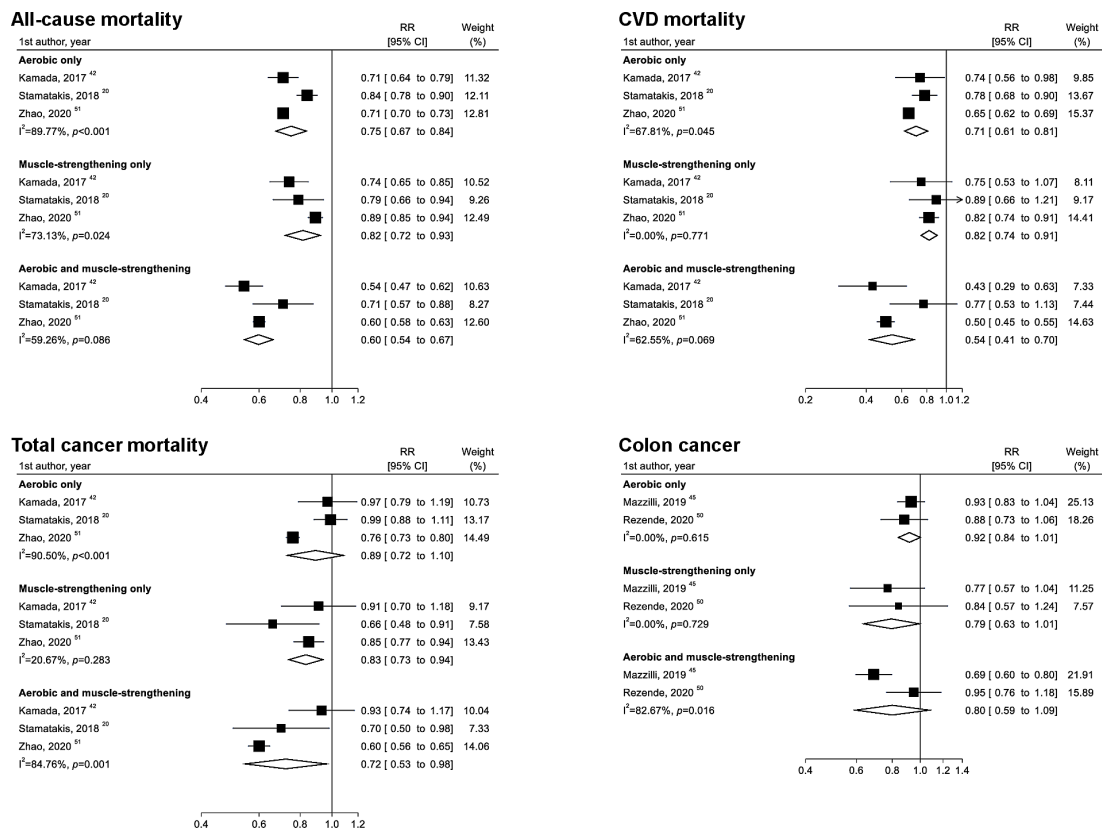 All-cause mortality
RR Weight
1st author, year [95% CI] (%)
Aerobic only
Kamada, 2017 42 0.71 [ 0.64 to 0.79] 11.32
Stamatakis, 2018 20 0.84 [ 0.78 to 0.90] 12.11
Zhao, 2020 51 0.71 [ 0.70 to 0.73] 12.81
I2=89.77%, p<0.001 0.75 [ 0.67 to 0.84]
Muscle-strengthening only
Kamada, 2017 42 0.74 [ 0.65 to 0.85] 10.52
Stamatakis, 2018 20 0.79 [ 0.66 to 0.94] 9.26
Zhao, 2020 51 0.89 [ 0.85 to 0.94] 12.49
I2=73.13%, p=0.024 0.82 [ 0.72 to 0.93]
Aerobic and muscle-strengthening
Kamada, 2017 42 0.54 [ 0.47 to 0.62] 10.63
Stamatakis, 2018 20 0.71 [ 0.57 to 0.88] 8.27
Zhao, 2020 51 0.60 [ 0.58 to 0.63] 12.60
I2=59.26%, p=0.086 0.60 [ 0.54 to 0.67]
0.4 0.6 0.8 1.0 1.2
CVD mortality
RR Weight
1st author, year [95% CI] (%)
Aerobic only
Kamada, 2017 42 0.74 [ 0.56 to 0.98] 9.85
Stamatakis, 2018 20 0.78 [ 0.68 to 0.90] 13.67
Zhao, 2020 51 0.65 [ 0.62 to 0.69] 15.37
I2=67.81%, p=0.045 0.71 [ 0.61 to 0.81]
Muscle-strengthening only
Kamada, 2017 42 0.75 [ 0.53 to 1.07] 8.11
Stamatakis, 2018 20 0.89 [ 0.66 to 1.21] 9.17
Zhao, 2020 51 0.82 [ 0.74 to 0.91] 14.41
I2=0.00%, p=0.771 0.82 [ 0.74 to 0.91]
Aerobic and muscle-strengthening
Kamada, 2017 42 0.43 [ 0.29 to 0.63] 7.33
Stamatakis, 2018 20 0.77 [ 0.53 to 1.13] 7.44
Zhao, 2020 51 0.50 [ 0.45 to 0.55] 14.63
I2=62.55%, p=0.069 0.54 [ 0.41 to 0.70]
0.2 0.4 0.6 0.8 1.0 1.2
Total cancer mortality
RR Weight
1st author, year [95% CI] (%)
Aerobic only
Kamada, 2017 42 0.97 [ 0.79 to 1.19] 10.73
Stamatakis, 2018 20 0.99 [ 0.88 to 1.11] 13.17
Zhao, 2020 51 0.76 [ 0.73 to 0.80] 14.49
I2=90.50%, p<0.001 0.89 [ 0.72 to 1.10]
Muscle-strengthening only
Kamada, 2017 42 0.91 [ 0.70 to 1.18] 9.17
Stamatakis, 2018 20 0.66 [ 0.48 to 0.91] 7.58
Zhao, 2020 51 0.85 [ 0.77 to 0.94] 13.43
I2=20.67%, p=0.283 0.83 [ 0.73 to 0.94]
Aerobic and muscle-strengthening
Kamada, 2017 42 0.93 [ 0.74 to 1.17] 10.04
Stamatakis, 2018 20 0.70 [ 0.50 to 0.98] 7.33
Zhao, 2020 51 0.60 [ 0.56 to 0.65] 14.06
I2=84.76%, p=0.001 0.72 [ 0.53 to 0.98]
0.4 0.6 0.8 1.0 1.2
Colon cancer
RR Weight
1st author, year [95% CI] (%)
Aerobic only
Mazzilli, 2019 45 0.93 [ 0.83 to 1.04] 25.13
Rezende, 2020 50 0.88 [ 0.73 to 1.06] 18.26
I2=0.00%, p=0.615 0.92 [ 0.84 to 1.01]
Muscle-strengthening only
Mazzilli, 2019 45 0.77 [ 0.57 to 1.04] 11.25
Rezende, 2020 50 0.84 [ 0.57 to 1.24] 7.57
I2=0.00%, p=0.729 0.79 [ 0.63 to 1.01]
Aerobic and muscle-strengthening
Mazzilli, 2019 45 0.69 [ 0.60 to 0.80] 21.91
Rezende, 2020 50 0.95 [ 0.76 to 1.18] 15.89
I2=82.67%, p=0.016 0.80 [ 0.59 to 1.09]
0.4 0.6 0.8 1.0 1.2 1.4